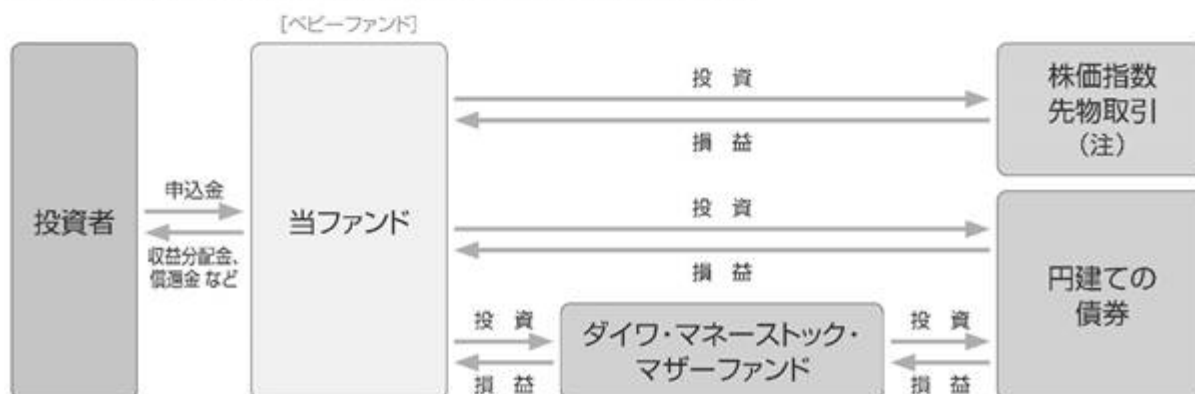 [ベビーファンド]
投資者
申込金
収益分配金、
償還金 など
当ファンド
投 資
損 益
株価指数
先物取引
（注）
投 資
損 益
円建ての
債券
投 資
損 益
ダイワ・マネーストック・
マザーファンド
投 資
損 益